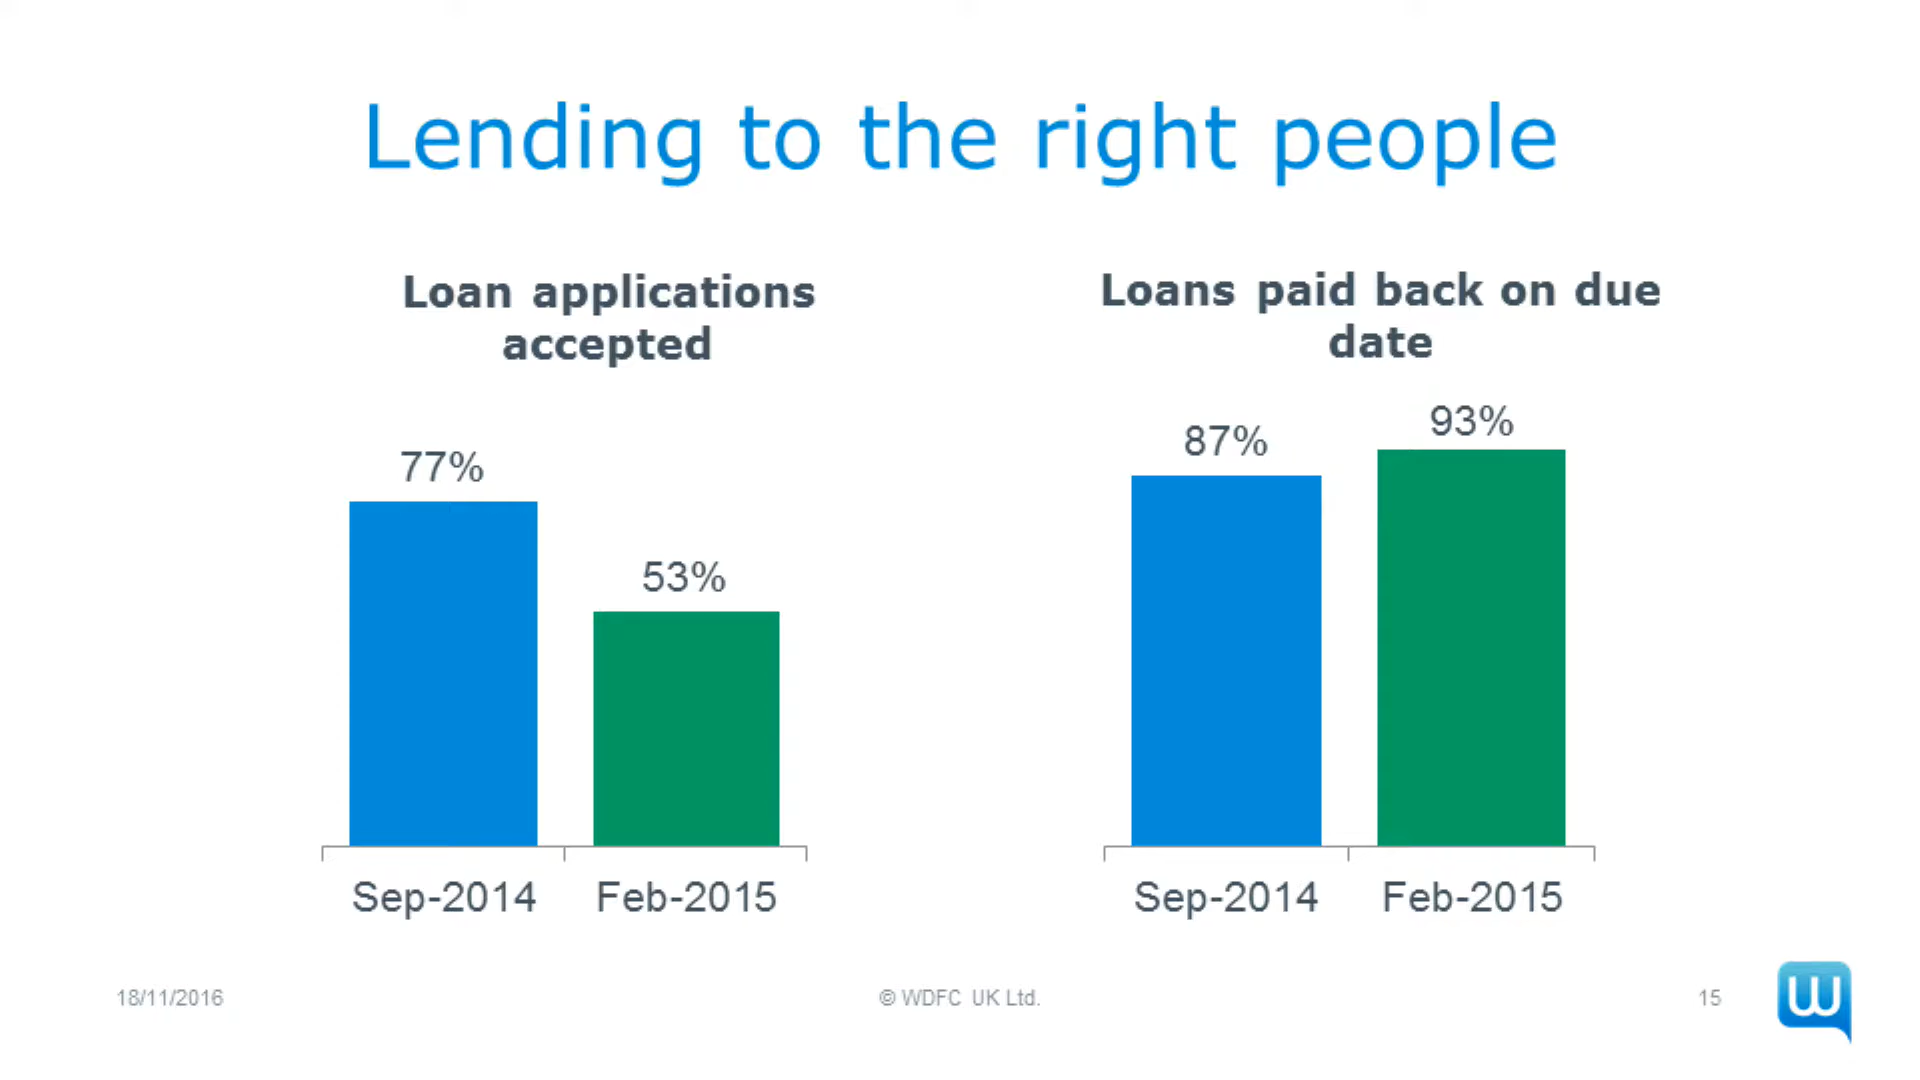 Lending to the right people
Loan applications
accepted
77%
53%
Sep-2014
Feb-2015
Loans paid back on due
date
87%
93%
Sep-2014
Feb-2015
18/11/2016
© WDFC UK Ltd.
15
W